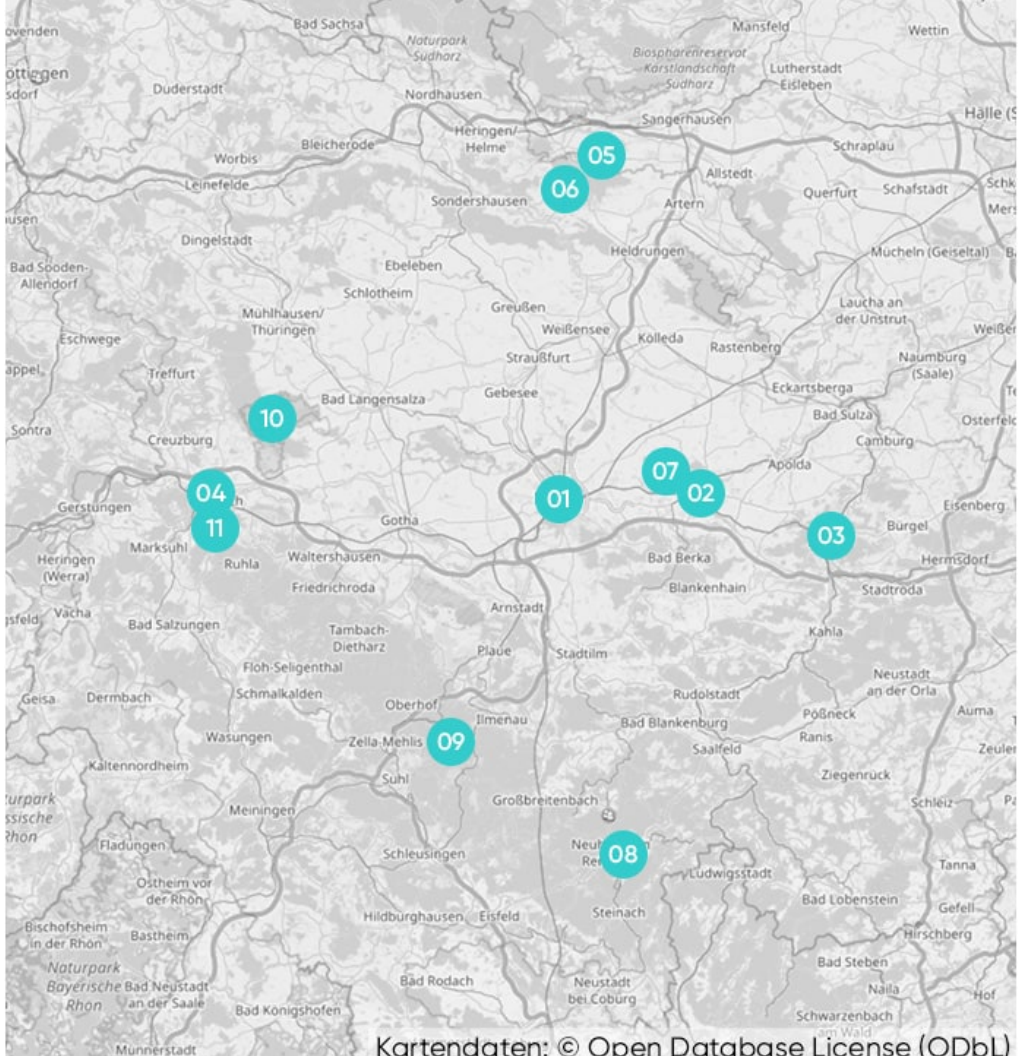 Bad Sachsa
Mansfeld
Wettin
Naturpark
Südharz
Biosphärenreservat
Karstlandschaft
Südharz
Lutherstadt
Eisleben
Duderstadt
Nordhausen
Sangerhausen
Halle (S
Heringen/
Helme
Bleicherode
Schraplau
Worbis
05
Leinefelde
Allstedt
06
Querfurt
Schafstädt
Sondershausen
Artern
Dingelstädt
Heldrungen
Mücheln (Geiseltal)
Bad Sooden-
Allendorf
Ebeleben
Schlotheim
Greußen
Laucha an
der Unstrut
Mühlhausen/
Thüringen
Weißensee
Kölleda
Eschwege
Rastenberg
Straußfurt
Naumburg
(Saale)
Treffurt
Gebesee
Eckartsberga
Bad Langensalza
Bad Sulza
10
Sontra
Creuzburg
Camburg
07
Apolda
04
02
01
Gerstungen
Eisenberg
11
Gotha
Bürgel
03
Marksuhl
Heringen
(Werra)
Ruhla
Waltershausen
Bad Berka
Hermsdorf
Friedrichroda
Blankenhain
Stadtroda
Arnstadt
Vacha
Bad Salzungen
Tambach-
Dietharz
Kahla
Plaue
Stadtilm
Floh-Seligenthal
Neustadt
an der Orla
Geisa
Dermbach
Schmalkalden
Rudolstadt
Oberhof
Pößneck
Auma
Ilmenau
Bad Blankenburg
Wasungen
Zella-Mehlis
09
Saalfeld
Ranis
Kaltennordheim
Suhl
Ziegenrück
Großbreitenbach
Schleiz
Meiningen
Fladungen
Schleusingen
08
Ludwigsstadt
Tanna
Ostheim vor
der Rhön
Bad Lobenstein
Hildburghausen
Eisfeld
Steinach
Gefell
Bischofsheim
in der Rhön
Bastheim
Hirschberg
Naturpark
Bayerische
Rhön
Bad Neustadt
an der Saale
Bad Rodach
Neustadt
bei Coburg
Bad Steben
Naila
Hof
Bad Königshofen
Schwarzenbach
am Wald
Münnerstadt
Kartendaten: © Open Database License (ODbL)